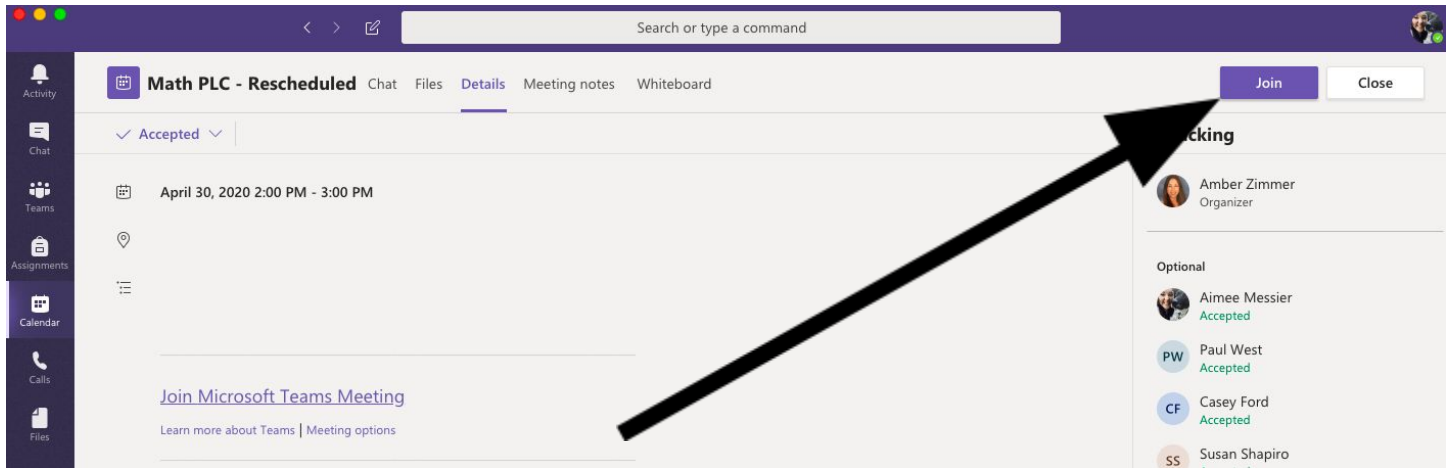 Search or type a command
Activity
Chat
Teams
Assignments
Calendar
Calls
Files
Math PLC - Rescheduled Chat Files Details Meeting notes Whiteboard
Join Close
Accepted
April 30, 2020 2:00 PM - 3:00 PM
Join Microsoft Teams Meeting
Learn more about Teams | Meeting options
Amber Zimmer
Organizer
Optional
Aimee Messier
Accepted
PW Paul West
Accepted
CF Casey Ford
Accepted
SS Susan Shapiro